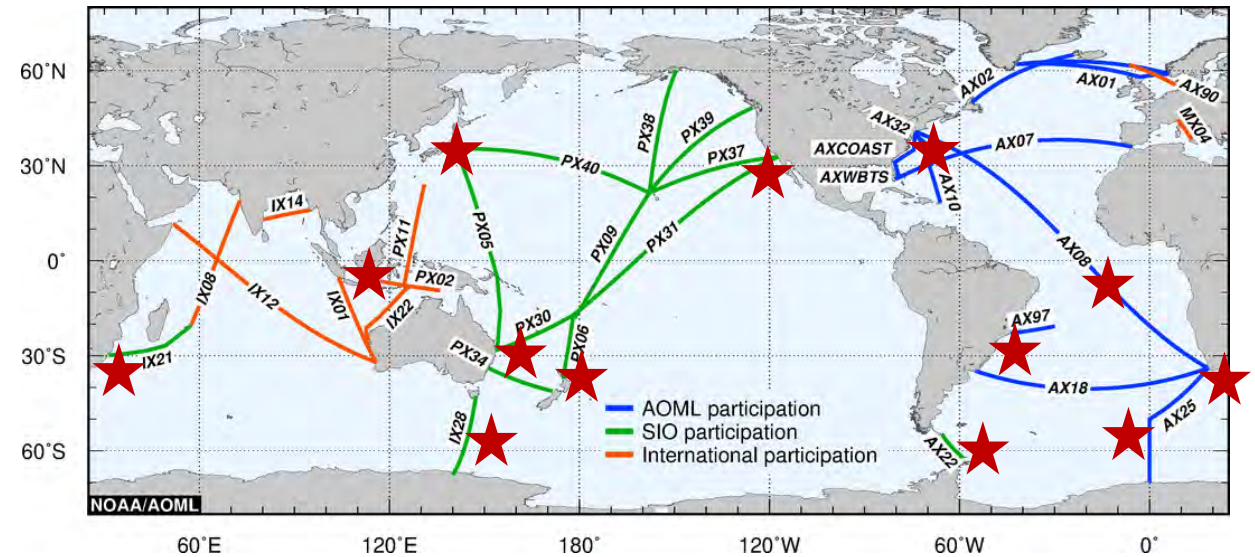 60°N
30°N
0°
30°S
60°S
60°E
120°E
180°
120°W
60°W
0°
AX02
AX01
AX90
MX04
AX32
AXCOAST
AXWBTS
AX07
AX10
AX08
AX97
AX18
AX25
AX22
PX38
PX39
PX37
PX40
PX09
PX31
PX05
PX11
PX02
PX30
PX06
PX34
IX14
IX08
IX12
IX01
IX22
IX21
IX28
AOML participation
SIO participation
International participation
NOAA/AOML